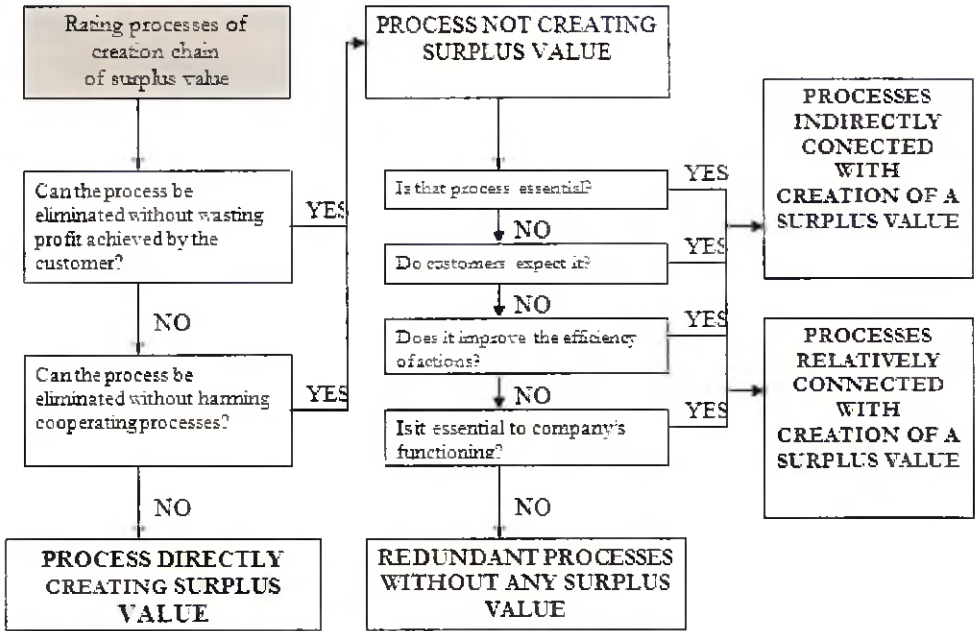 Rating processes of
creation chain
of surplus value
Can the process be
eliminated without wasting
profit achieved by the
customer?
YES
NO
Can the process be
eliminated without harming
cooperating processes?
YES
NO
PROCESS DIRECTLY
CREATING SURPLUS
VALUE
PROCESS NOT CREATING
SURPLUS VALUE
Is that process essential?
YES
NO
Do customers expect it?
YES
NO
Does it improve the efficiency
of actions?
YES
NO
Is it essential to company's
functioning?
YES
NO
REDUNDANT PROCESSES
WITHOUT ANY SURPLUS
VALUE
PROCESSES
INDIRECTLY
CONECTED
WITH
CREATION OF A
SURPLUS VALUE
PROCESSES
RELATIVELY
CONNECTED
WITH
CREATION OF A
SURPLUS VALUE